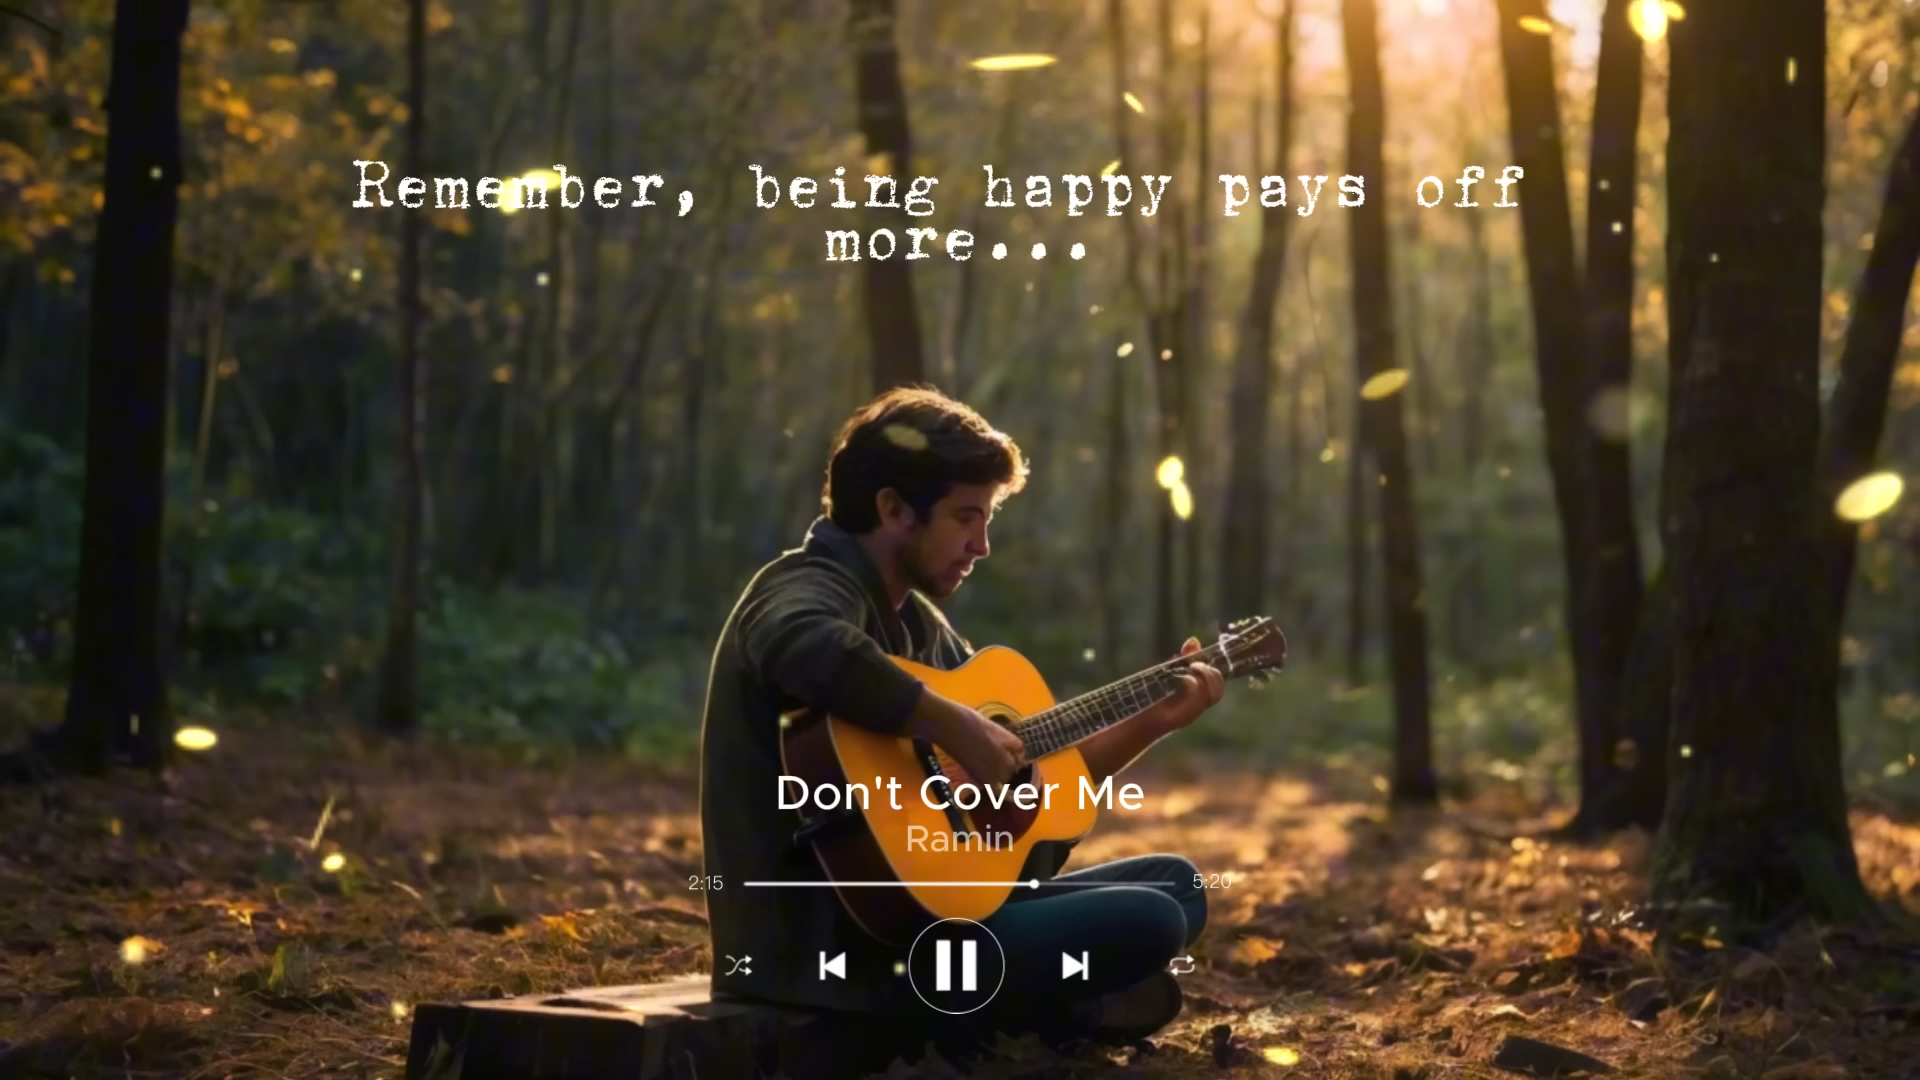 Remember, being happy pays off
more...
Don't Cover Me
Ramin
2:15
5:20